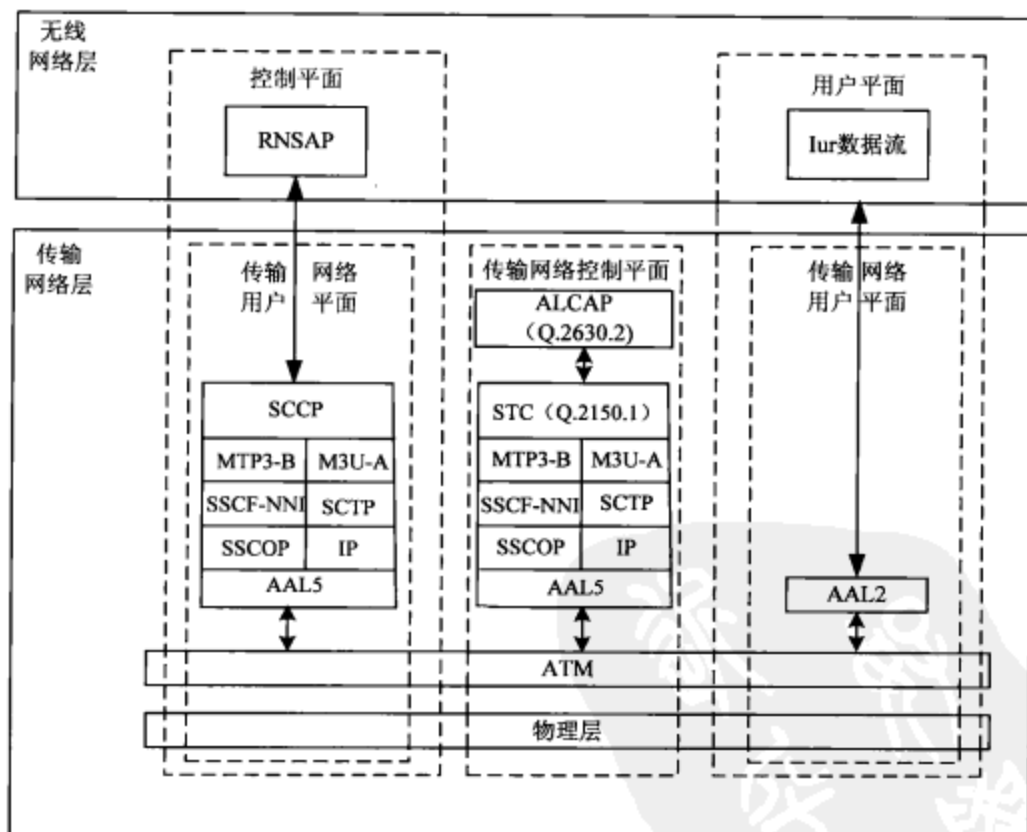 无线
网络层
控制平面
用户平面
RNSAP
Iur数据流
传输
网络层
传输 网络
用户 平面
传输网络控制平面
传输 网络
用户 平面
ALCAP
（Q.2630.2）
SCCP
STC（Q.2150.1）
MTP3-B
M3U-A
MTP3-B
M3U-A
SSCF-NNI
SCTP
SSCF-NNI
SCTP
SSCOP
IP
SSCOP
IP
AAL5
AAL5
AAL2
ATM
物理层